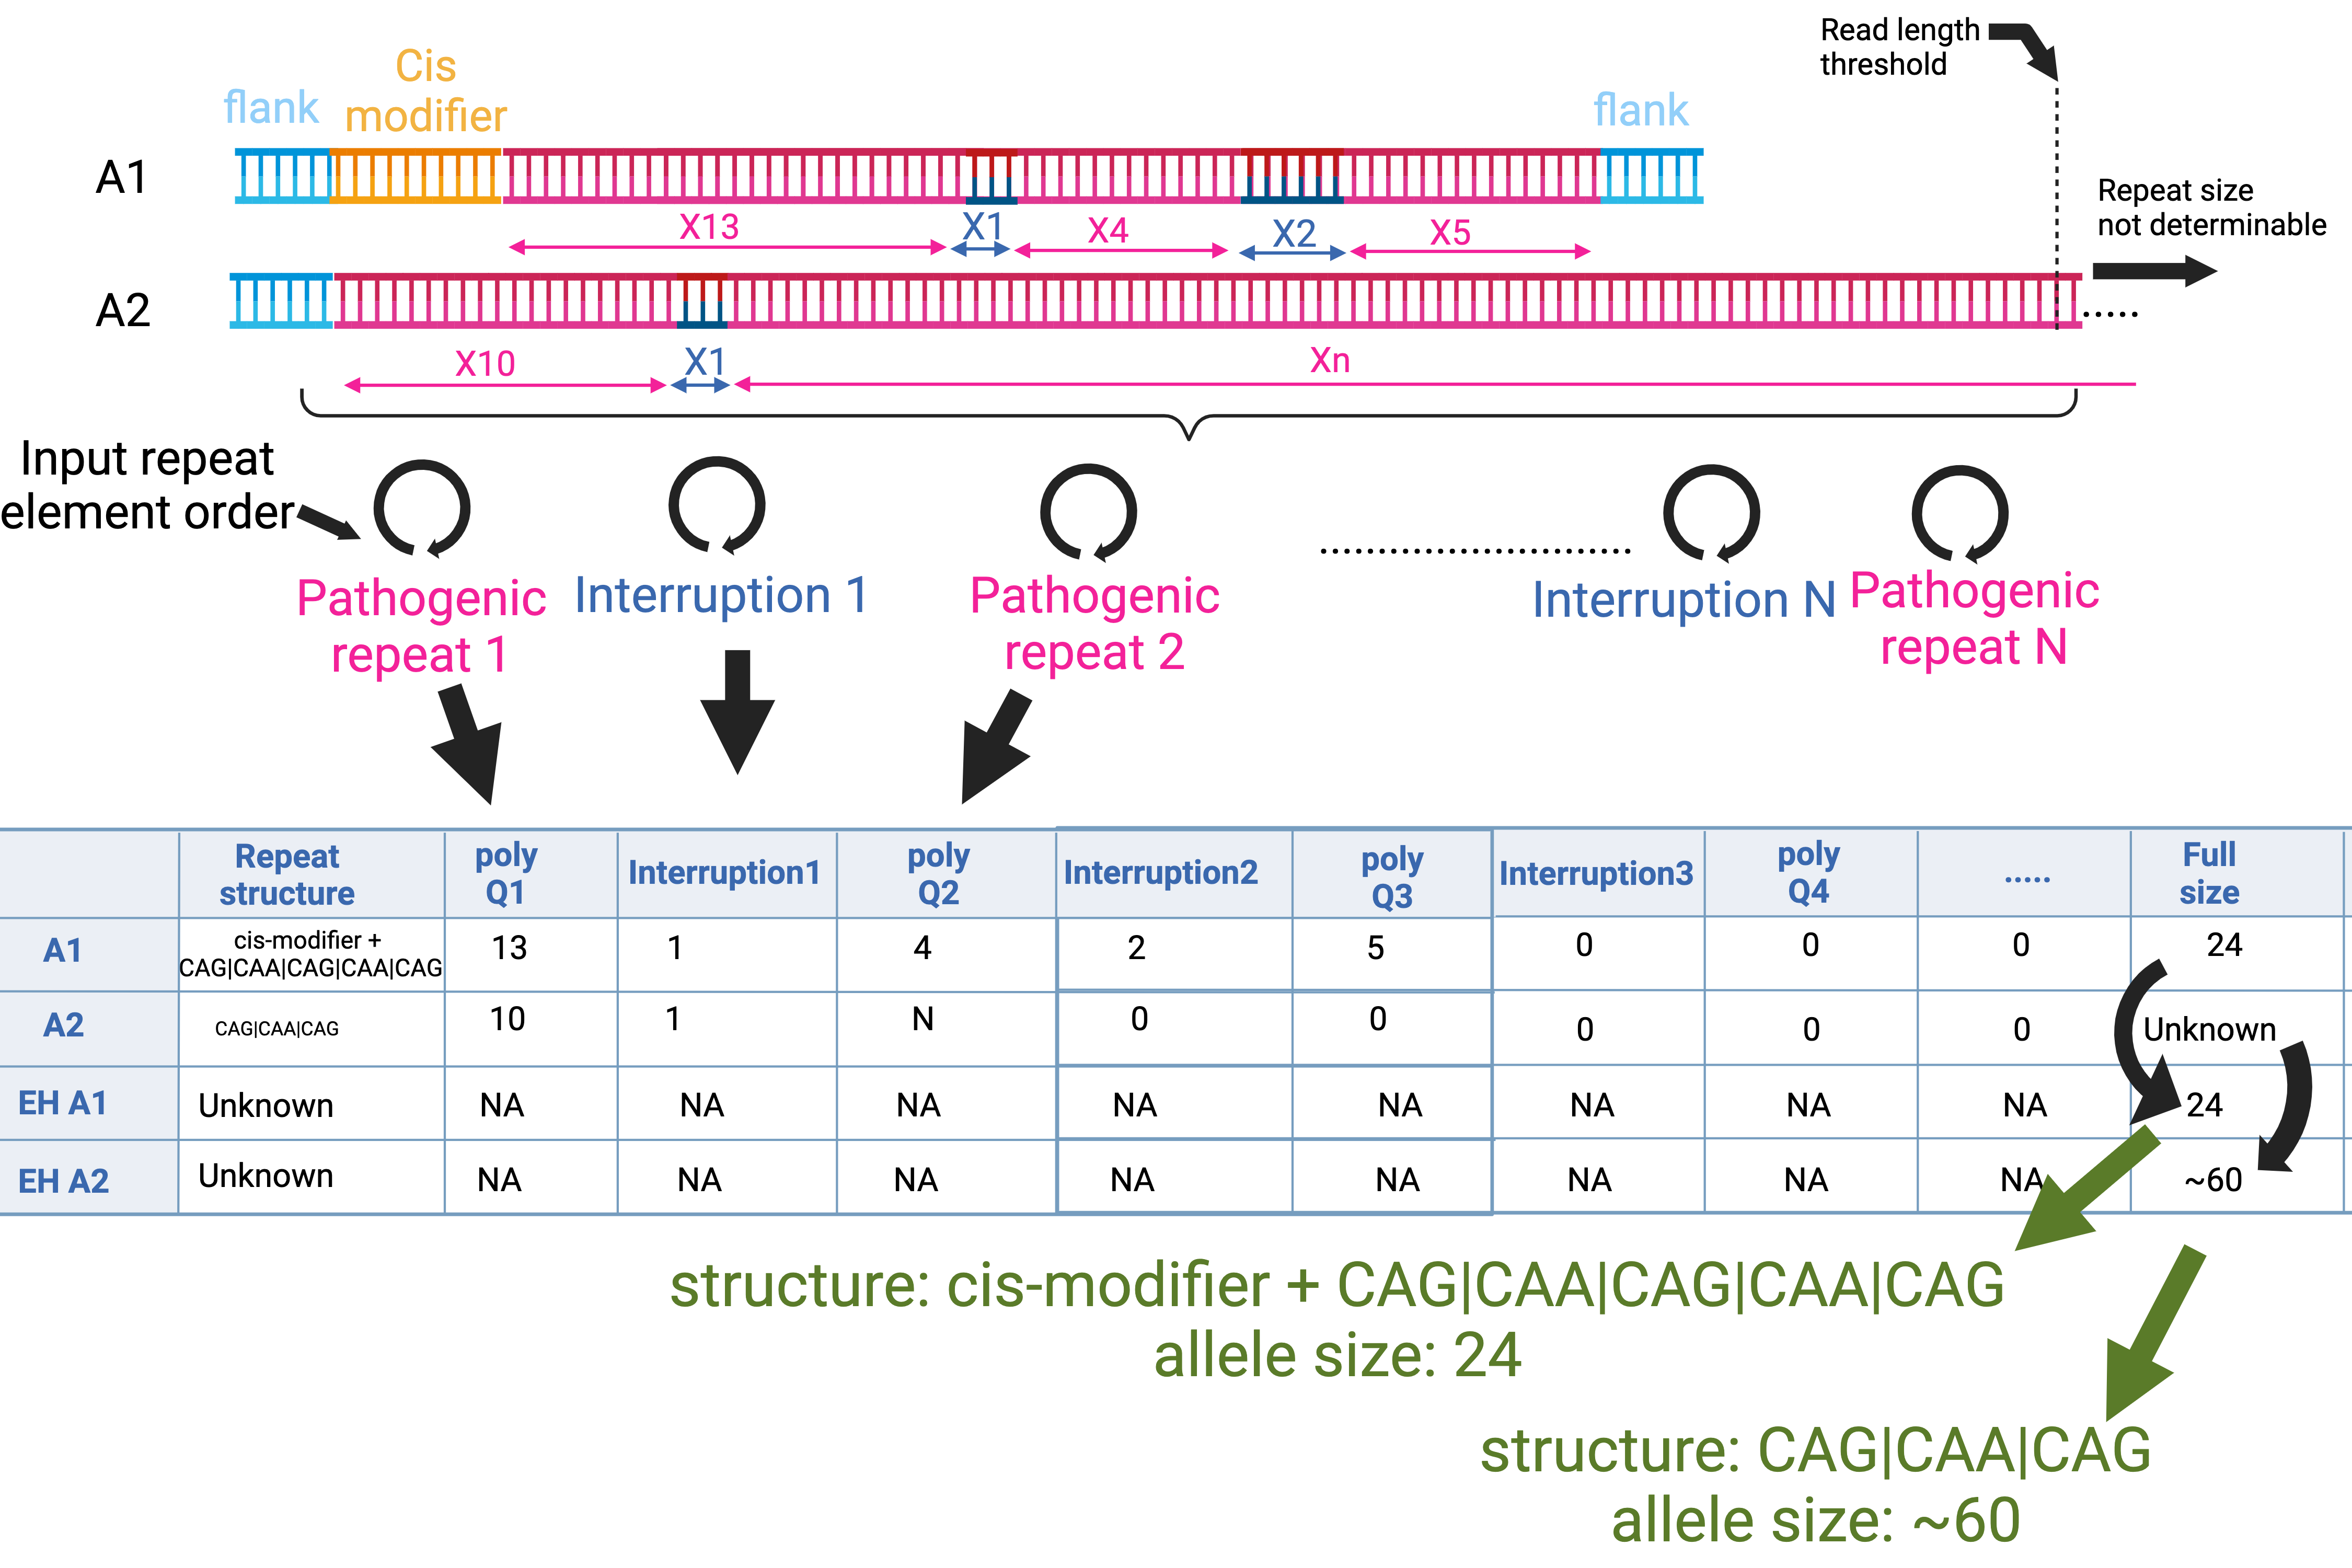 Read length
threshold
Cis
modifier
flank
flank
A1
Repeat size
not determinable
X13
X1
X4
X2
X5
A2
.....
X10
X1
Xn
Input repeat
element order
Pathogenic
repeat 1
Interruption 1
Pathogenic
repeat 2
Interruption N
Pathogenic
repeat N
Repeat
structure
poly
Q1
Interruption1
poly
Q2
Interruption2
poly
Q3
Interruption3
poly
Q4
.....
Full
size
A1
cis-modifier +
CAG|CAA|CAG|CAA|CAG
13
1
4
2
5
0
0
0
24
A2
CAG|CAA|CAG
10
1
N
0
0
0
0
0
Unknown
EH A1
Unknown
NA
NA
NA
NA
NA
NA
NA
NA
24
EH A2
Unknown
NA
NA
NA
NA
NA
NA
NA
NA
~60
structure: cis-modifier + CAG|CAA|CAG|CAA|CAG
allele size: 24
structure: CAG|CAA|CAG
allele size: ~60